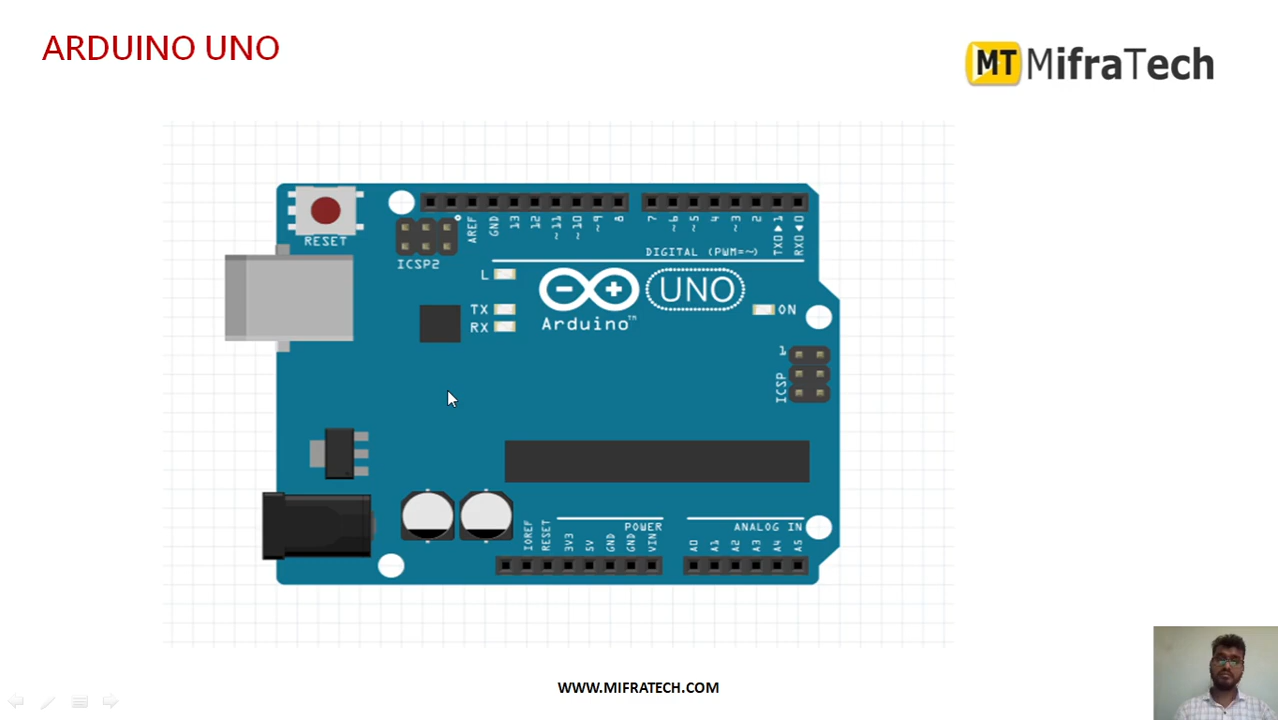 ARDUINO UNO
MT MifraTech
RESET
ICSP2
AREF
GND
13
12
~11
~10
~9
8
7
~6
~5
4
~3
2
TX0▶1
RX0◀0
DIGITAL (PWM=~)
L
TX
RX
Arduino™
UNO
ON
1
ICSP
POWER
ANALOG IN
IOREF
RESET
3V3
5V
GND
GND
VIN
A0
A1
A2
A3
A4
A5
WWW.MIFRATECH.COM